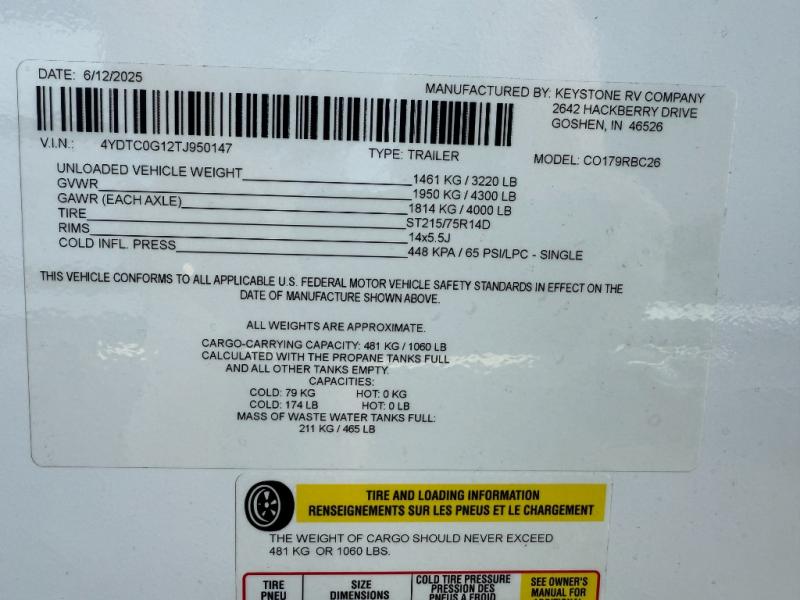 DATE: 6/12/2025
MANUFACTURED BY: KEYSTONE RV COMPANY
2642 HACKBERRY DRIVE
GOSHEN, IN 46526
V.I.N.: 4YDTC0G12TJ950147
TYPE: TRAILER
MODEL: CO179RBC26
UNLOADED VEHICLE WEIGHT 1461 KG / 3220 LB
GVWR 1950 KG / 4300 LB
GAWR (EACH AXLE) 1814 KG / 4000 LB
TIRE ST215/75R14D
RIMS 14x5.5J
COLD INFL. PRESS 448 KPA / 65 PSI/LPC - SINGLE
THIS VEHICLE CONFORMS TO ALL APPLICABLE U.S. FEDERAL MOTOR VEHICLE SAFETY STANDARDS IN EFFECT ON THE
DATE OF MANUFACTURE SHOWN ABOVE.
ALL WEIGHTS ARE APPROXIMATE.
CARGO-CARRYING CAPACITY: 481 KG / 1060 LB
CALCULATED WITH THE PROPANE TANKS FULL
AND ALL OTHER TANKS EMPTY.
CAPACITIES:
COLD: 79 KG HOT: 0 KG
COLD: 174 LB HOT: 0 LB
MASS OF WASTE WATER TANKS FULL:
211 KG / 465 LB
TIRE AND LOADING INFORMATION
RENSEIGNEMENTS SUR LES PNEUS ET LE CHARGEMENT
THE WEIGHT OF CARGO SHOULD NEVER EXCEED
481 KG OR 1060 LBS.
TIRE
PNEU
SIZE
DIMENSIONS
COLD TIRE PRESSURE
PRESSION DES
PNEUS A FROID
SEE OWNER'S
MANUAL FOR